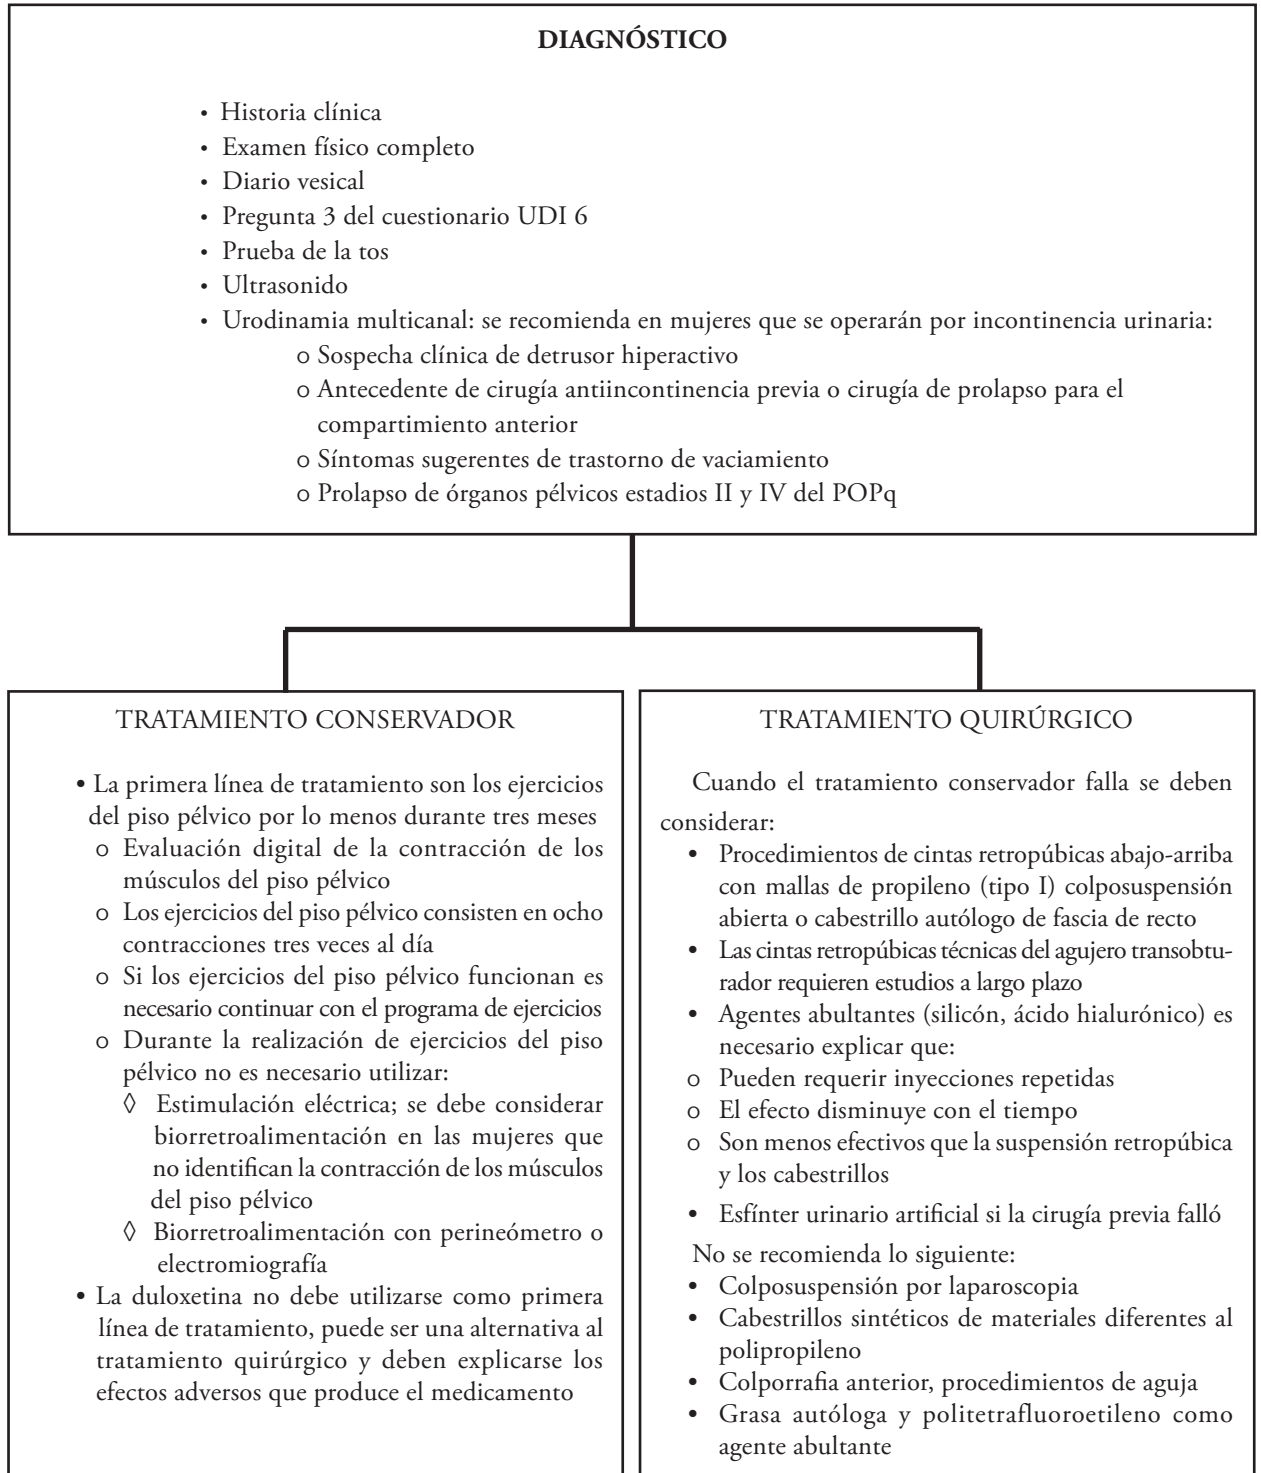 DIAGNÓSTICO
• Historia clínica
• Examen físico completo
• Diario vesical
• Pregunta 3 del cuestionario UDI 6
• Prueba de la tos
• Ultrasonido
• Urodinamia multicanal: se recomienda en mujeres que se operarán por incontinencia urinaria:
o Sospecha clínica de detrusor hiperactivo
o Antecedente de cirugía antiincontinencia previa o cirugía de prolapso para el
compartimiento anterior
o Síntomas sugerentes de trastorno de vaciamiento
o Prolapso de órganos pélvicos estadios II y IV del POPq
TRATAMIENTO CONSERVADOR
• La primera línea de tratamiento son los ejercicios
del piso pélvico por lo menos durante tres meses
o Evaluación digital de la contracción de los
músculos del piso pélvico
o Los ejercicios del piso pélvico consisten en ocho
contracciones tres veces al día
o Si los ejercicios del piso pélvico funcionan es
necesario continuar con el programa de ejercicios
o Durante la realización de ejercicios del piso
pélvico no es necesario utilizar:
◊ Estimulación eléctrica; se debe considerar
biorretroalimentación en las mujeres que
no identifican la contracción de los músculos
del piso pélvico
◊ Biorretroalimentación con perineómetro o
electromiografía
• La duloxetina no debe utilizarse como primera
línea de tratamiento, puede ser una alternativa al
tratamiento quirúrgico y deben explicarse los
efectos adversos que produce el medicamento
TRATAMIENTO QUIRÚRGICO
Cuando el tratamiento conservador falla se deben
considerar:
• Procedimientos de cintas retropúbicas abajo-arriba
con mallas de propileno (tipo I) colposuspensión
abierta o cabestrillo autólogo de fascia de recto
• Las cintas retropúbicas técnicas del agujero transobtu-
rador requieren estudios a largo plazo
• Agentes abultantes (silicón, ácido hialurónico) es
necesario explicar que:
o Pueden requerir inyecciones repetidas
o El efecto disminuye con el tiempo
o Son menos efectivos que la suspensión retropúbica
y los cabestrillos
• Esfínter urinario artificial si la cirugía previa falló
No se recomienda lo siguiente:
• Colposuspensión por laparoscopia
• Cabestrillos sintéticos de materiales diferentes al
polipropileno
• Colporrafia anterior, procedimientos de aguja
• Grasa autóloga y politetrafluoroetileno como
agente abultante